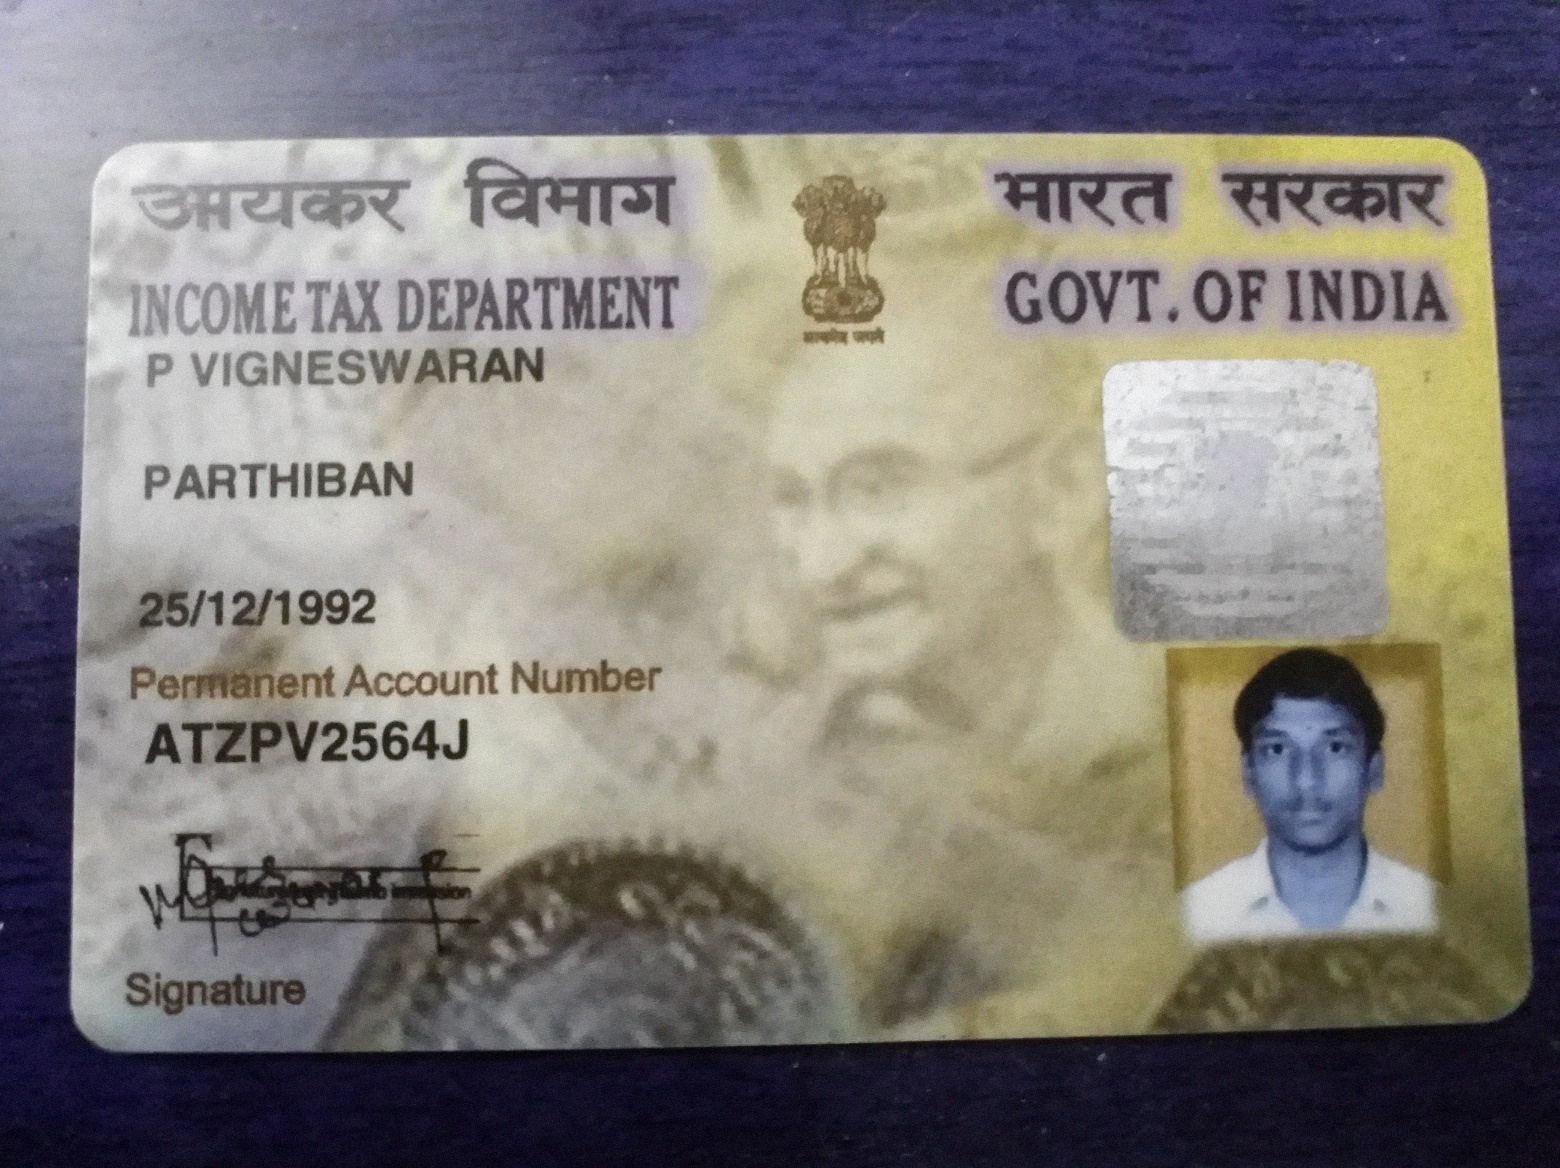 आयकर विभाग
INCOME TAX DEPARTMENT
सत्यमेव जयते
भारत सरकार
GOVT. OF INDIA
P VIGNESWARAN
PARTHIBAN
25/12/1992
Permanent Account Number
ATZPV2564J
Signature